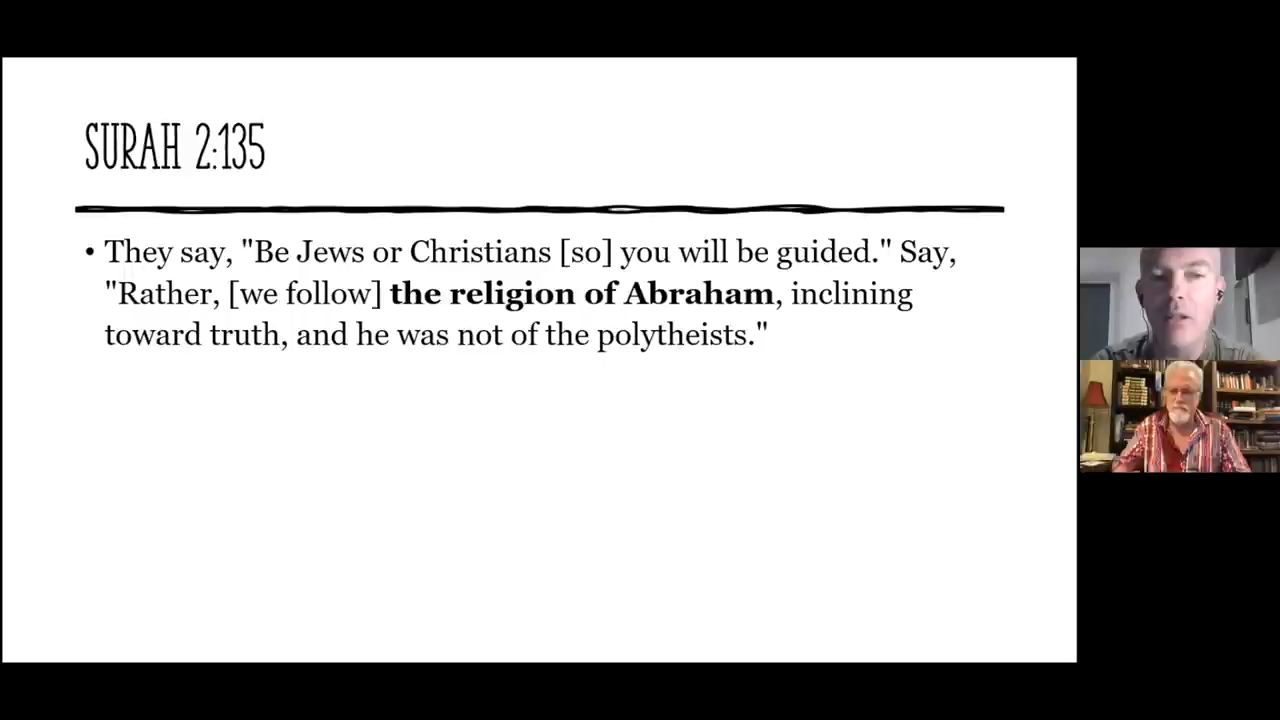 SURAH 2:135
• They say, "Be Jews or Christians [so] you will be guided." Say,
"Rather, [we follow] the religion of Abraham, inclining
toward truth, and he was not of the polytheists."